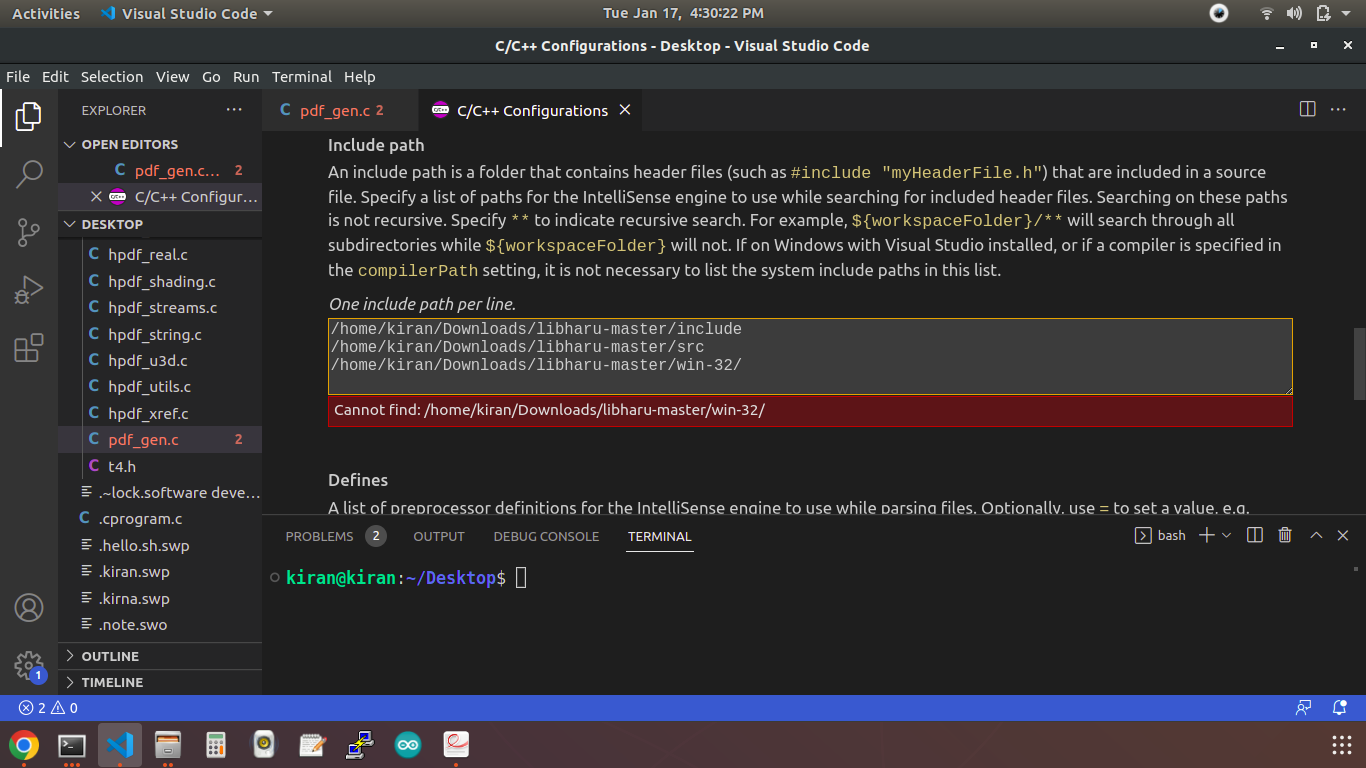 Activities Visual Studio Code Tue Jan 17, 4:30:22 PM
C/C++ Configurations - Desktop - Visual Studio Code
File Edit Selection View Go Run Terminal Help
EXPLORER ...
OPEN EDITORS
pdf_gen.c... 2
C/C++ Configur...
DESKTOP
C hpdf_real.c
C hpdf_shading.c
C hpdf_streams.c
C hpdf_string.c
C hpdf_u3d.c
C hpdf_utils.c
C hpdf_xref.c
C pdf_gen.c 2
C t4.h
.~lock.software deve...
C .cprogram.c
.hello.sh.swp
.kiran.swp
.kirna.swp
.note.swo
OUTLINE
TIMELINE
C pdf_gen.c 2 C/C++ C/C++ Configurations
Include path
An include path is a folder that contains header files (such as #include "myHeaderFile.h") that are included in a source
file. Specify a list of paths for the IntelliSense engine to use while searching for included header files. Searching on these paths
is not recursive. Specify ** to indicate recursive search. For example, ${workspaceFolder}/** will search through all
subdirectories while ${workspaceFolder} will not. If on Windows with Visual Studio installed, or if a compiler is specified in
the compilerPath setting, it is not necessary to list the system include paths in this list.
One include path per line.
/home/kiran/Downloads/libharu-master/include
/home/kiran/Downloads/libharu-master/src
/home/kiran/Downloads/libharu-master/win-32/
Cannot find: /home/kiran/Downloads/libharu-master/win-32/
Defines
A list of preprocessor definitions for the IntelliSense engine to use while parsing files. Optionally, use = to set a value, e.g.
PROBLEMS 2 OUTPUT DEBUG CONSOLE TERMINAL bash
kiran@kiran:~/Desktop$
1
2 0